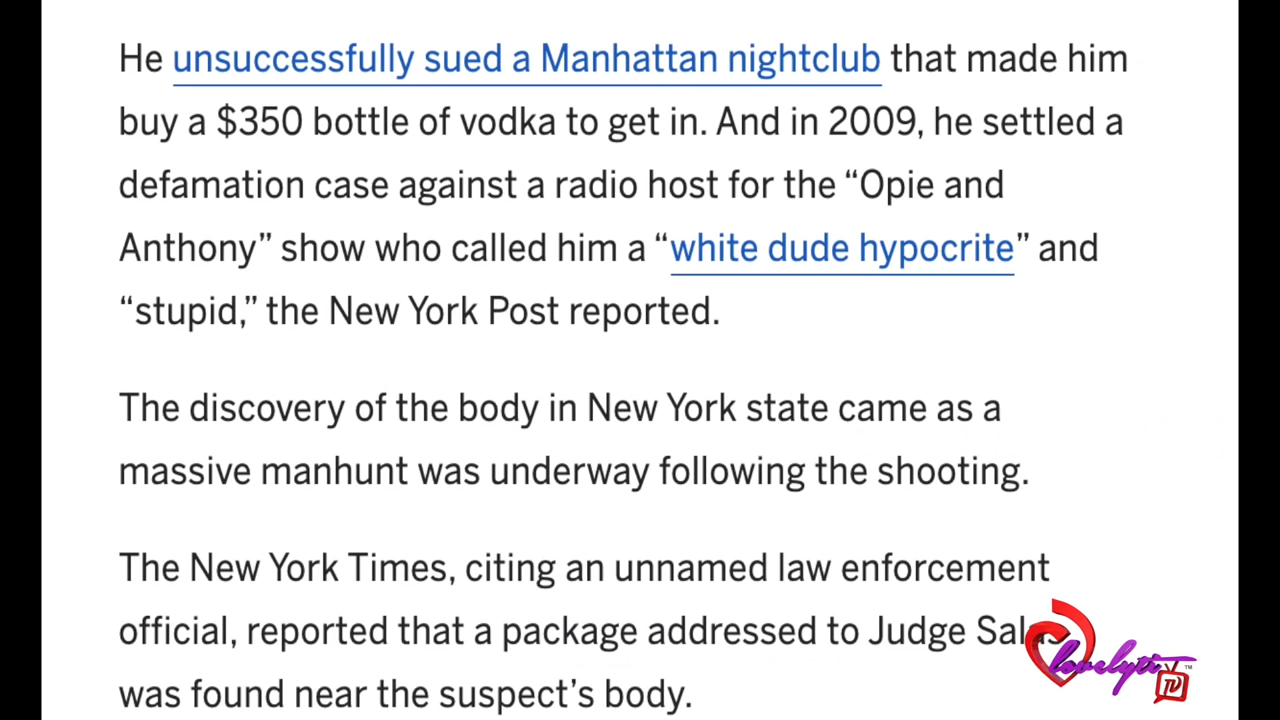 He unsuccessfully sued a Manhattan nightclub that made him
buy a $350 bottle of vodka to get in. And in 2009, he settled a
defamation case against a radio host for the “Opie and
Anthony” show who called him a “white dude hypocrite” and
“stupid,” the New York Post reported.
The discovery of the body in New York state came as a
massive manhunt was underway following the shooting.
The New York Times, citing an unnamed law enforcement
official, reported that a package addressed to Judge Salas
was found near the suspect’s body.
lovelyti
TV
™